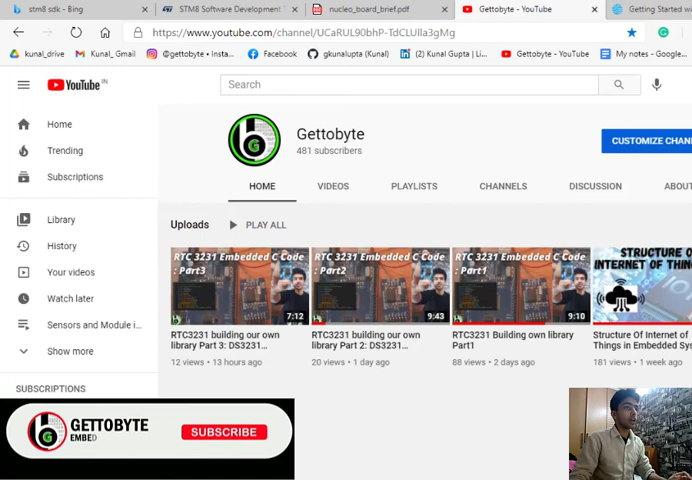 stm8 sdk - Bing
STM8 Software Development
nucleo_board_brief.pdf
Gettobyte - YouTube
Getting Started wi
https://www.youtube.com/channel/UCaRUL90bhP-TdCLUlla3gMg
kunal_drive
Kunal_ Gmail
@gettobyte • Insta...
Facebook
gkunalupta (Kunal)
(2) Kunal Gupta | Li...
Gettobyte - YouTube
My notes - Google...
YouTube IN
Search
Home
Trending
Subscriptions
Library
History
Your videos
Watch later
Sensors and Module i...
Show more
SUBSCRIPTIONS
Gettobyte
481 subscribers
CUSTOMIZE CHAN
HOME
VIDEOS
PLAYLISTS
CHANNELS
DISCUSSION
ABOU
Uploads
PLAY ALL
RTC 3231 Embedded C Code
: Part3
7:12
RTC3231 building our own
library Part 3: DS3231...
12 views • 13 hours ago
RTC 3231 Embedded C Code
: Part2
9:43
RTC3231 building our own
library Part 2: DS3231...
20 views • 1 day ago
RTC 3231 Embedded C Code
: Part1
9:10
RTC3231 Building own library
Part1
88 views • 2 days ago
STRUCTURE O
INTERNET OF TH
Structure Of Internet of
Things in Embedded Sys
181 views • 1 week ago
GETTOBYTE
EMBED
SUBSCRIBE